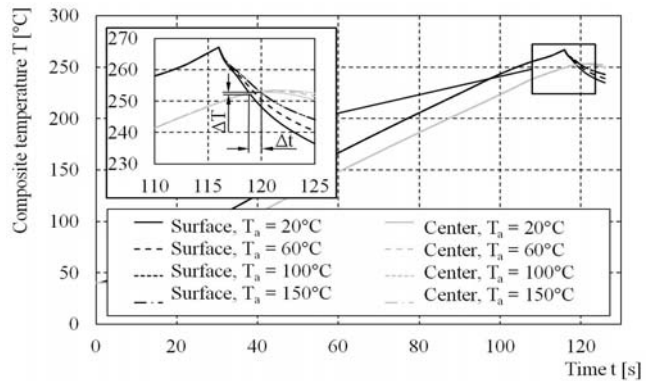 Composite temperature T [°C]
300
250
200
150
100
50
0
270
260
250
240
230
110 115 120 125
ΔT
Δt
Surface, Ta = 20°C
Surface, Ta = 60°C
Surface, Ta = 100°C
Surface, Ta = 150°C
Center, Ta = 20°C
Center, Ta = 60°C
Center, Ta = 100°C
Center, Ta = 150°C
0 20 40 60 80 100 120
Time t [s]